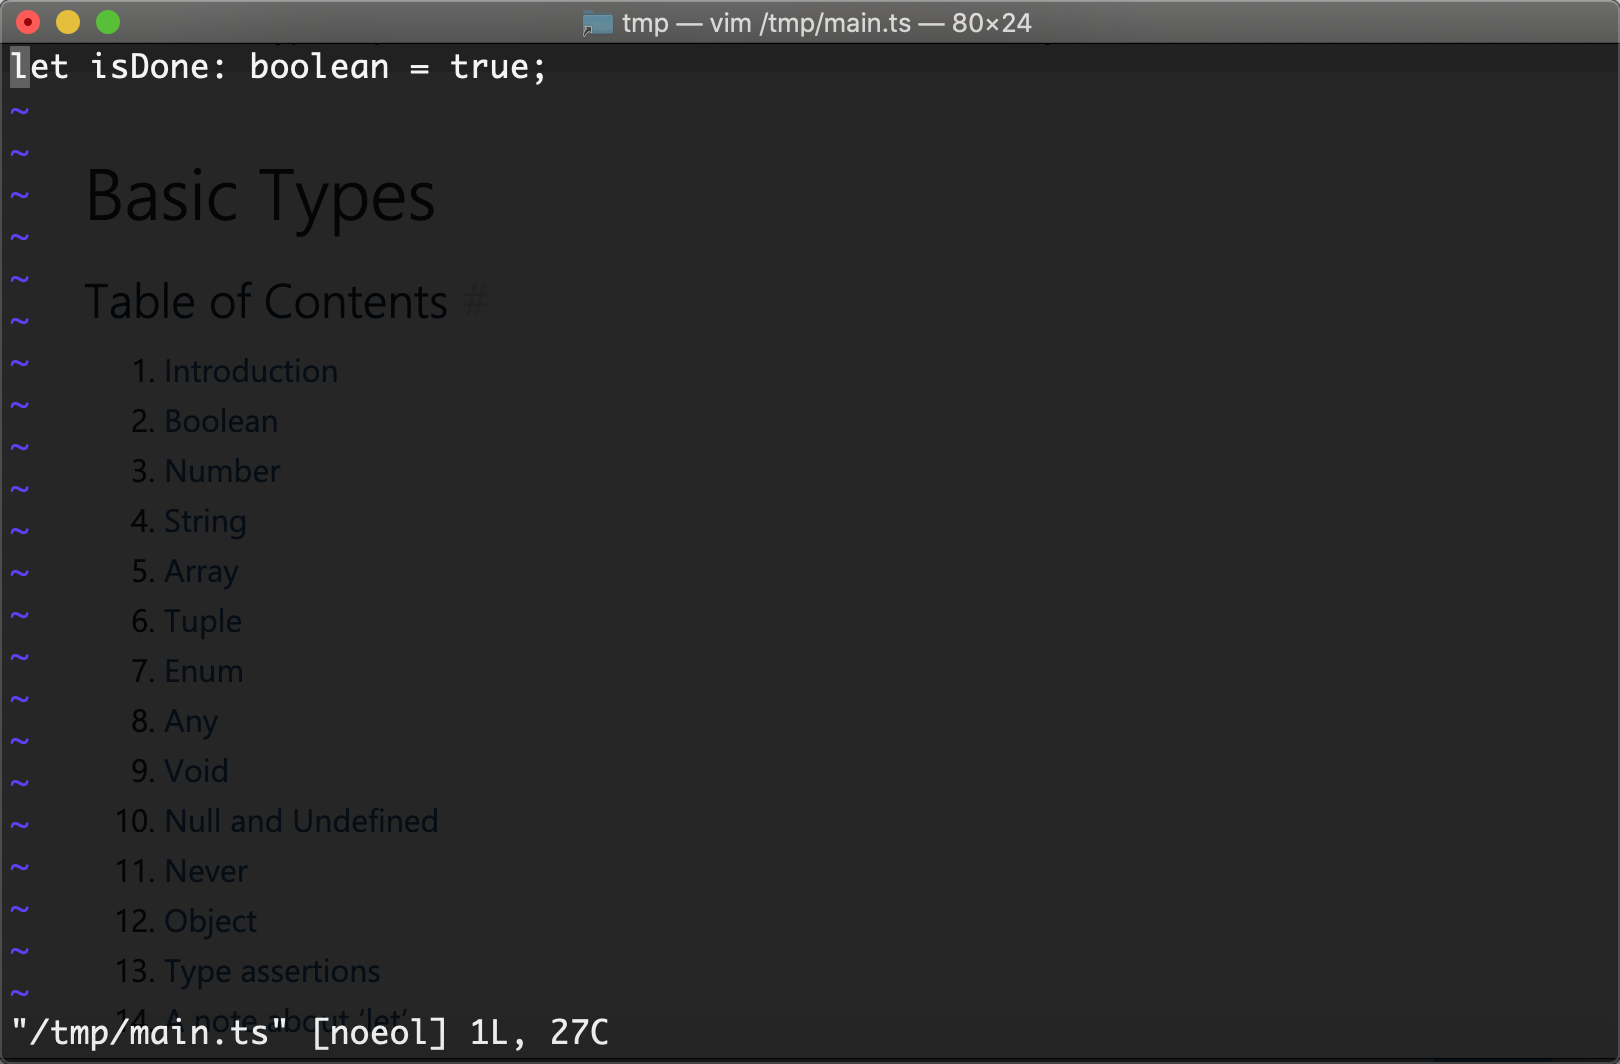 tmp — vim /tmp/main.ts — 80×24
let isDone: boolean = true;
~
~
Basic Types
~
~
~
Table of Contents #
~
~
1. Introduction
~
2. Boolean
~
3. Number
~
4. String
~
5. Array
~
6. Tuple
~
7. Enum
~
8. Any
~
9. Void
~
10. Null and Undefined
~
11. Never
~
12. Object
~
13. Type assertions
~
14. A note about ‘let’
"/tmp/main.ts" [noeol] 1L, 27C